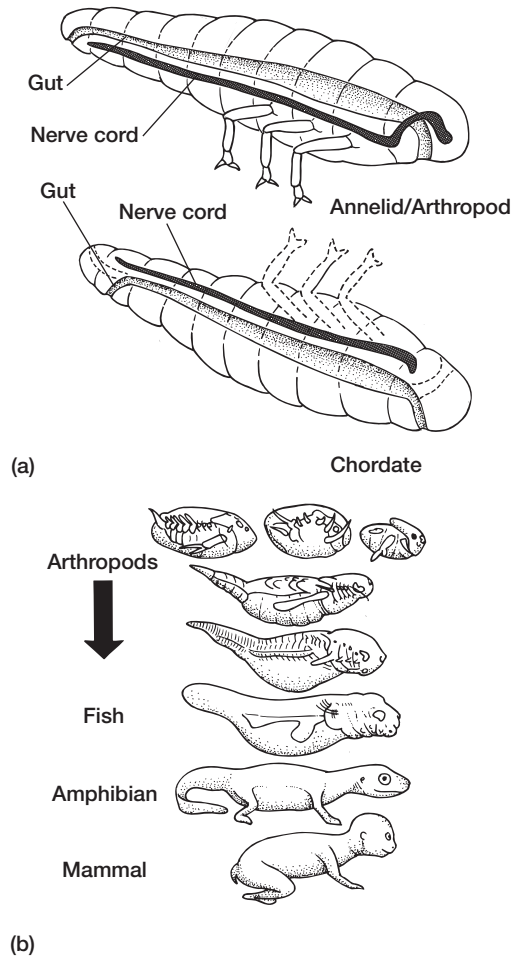 Gut
Nerve cord
Annelid/Arthropod
Gut
Nerve cord
(a)
Chordate
Arthropods
Fish
Amphibian
Mammal
(b)